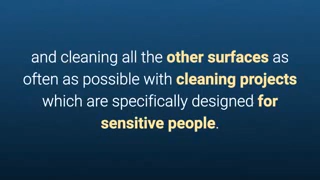 and cleaning all the other surfaces as
often as possible with cleaning projects
which are specifically designed for
sensitive people.